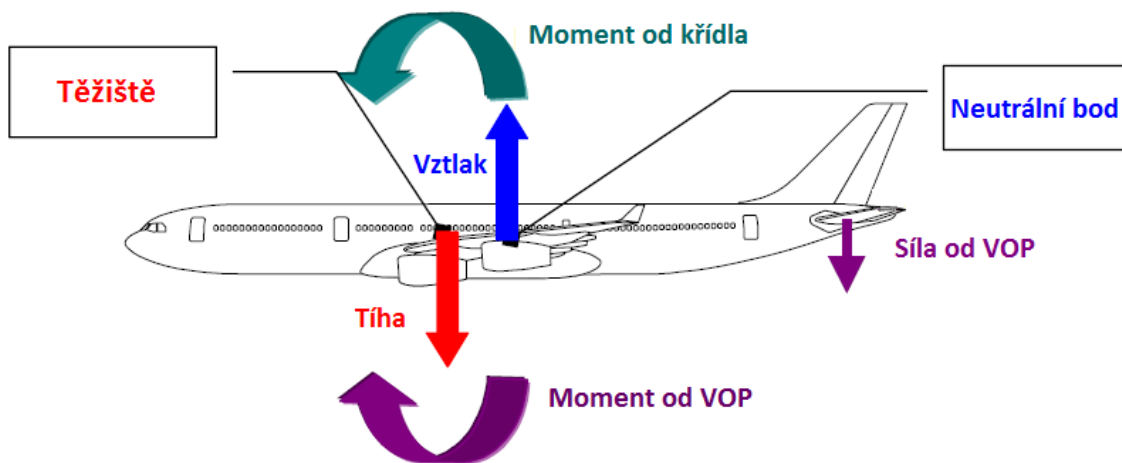 Moment od křídla
Těžiště
Neutrální bod
Vztlak
Síla od VOP
Tíha
Moment od VOP